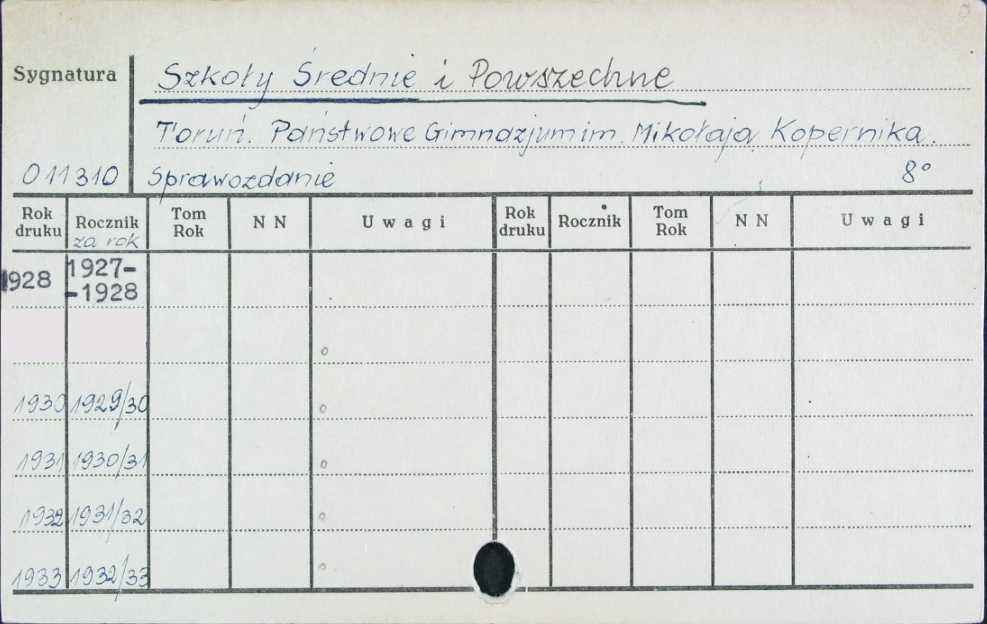 Sygnatura Szkoły Średnie i Powszechne
Toruń. Państwowe Gimnazjum im. Mikołaja Kopernika.
011310 Sprawozdanie 8°
Rok druku Rocznik za rok Tom Rok N N Uwagi Rok druku Rocznik Tom Rok N N Uwagi
1928 1927-
-1928
1930 1929/30
1931 1930/31
1932 1931/32
1933 1932/33